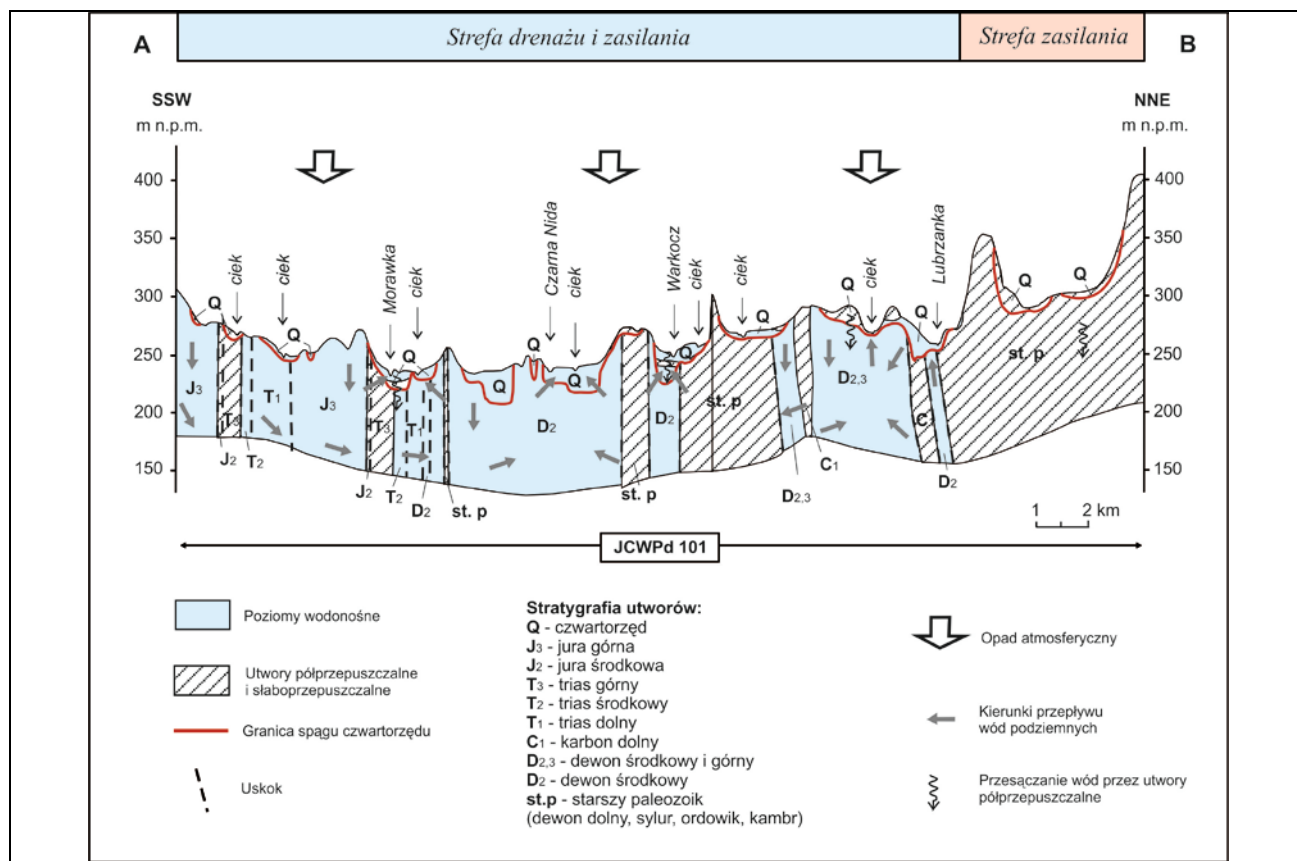 A
Strefa drenażu i zasilania
Strefa zasilania
B
SSW
m n.p.m.
NNE
m n.p.m.
400
350
300
250
200
150
400
350
300
250
200
150
ciek
ciek
Morawka
ciek
Czarna Nida
ciek
Warkocz
ciek
ciek
ciek
Lubrzanka
Q
Q
Q
Q
Q
Q
Q
Q
Q
Q
Q
Q
Q
J3
T3
T1
J3
T3
T1
D2
D2
st. p
D2,3
C1
st. p
J2
T2
J2
T2
D2
st. p
st. p
D2,3
C1
D2
1 2 km
JCWPd 101
Poziomy wodonośne
Utwory półprzepuszczalne
i słaboprzepuszczalne
Granica spągu czwartorzędu
Uskok
Stratygrafia utworów:
Q - czwartorzęd
J3 - jura górna
J2 - jura środkowa
T3 - trias górny
T2 - trias środkowy
T1 - trias dolny
C1 - karbon dolny
D2,3 - dewon środkowy i górny
D2 - dewon środkowy
st.p - starszy paleozoik
(dewon dolny, sylur, ordowik, kambr)
Opad atmosferyczny
Kierunki przepływu
wód podziemnych
Przesączanie wód przez utwory
półprzepuszczalne